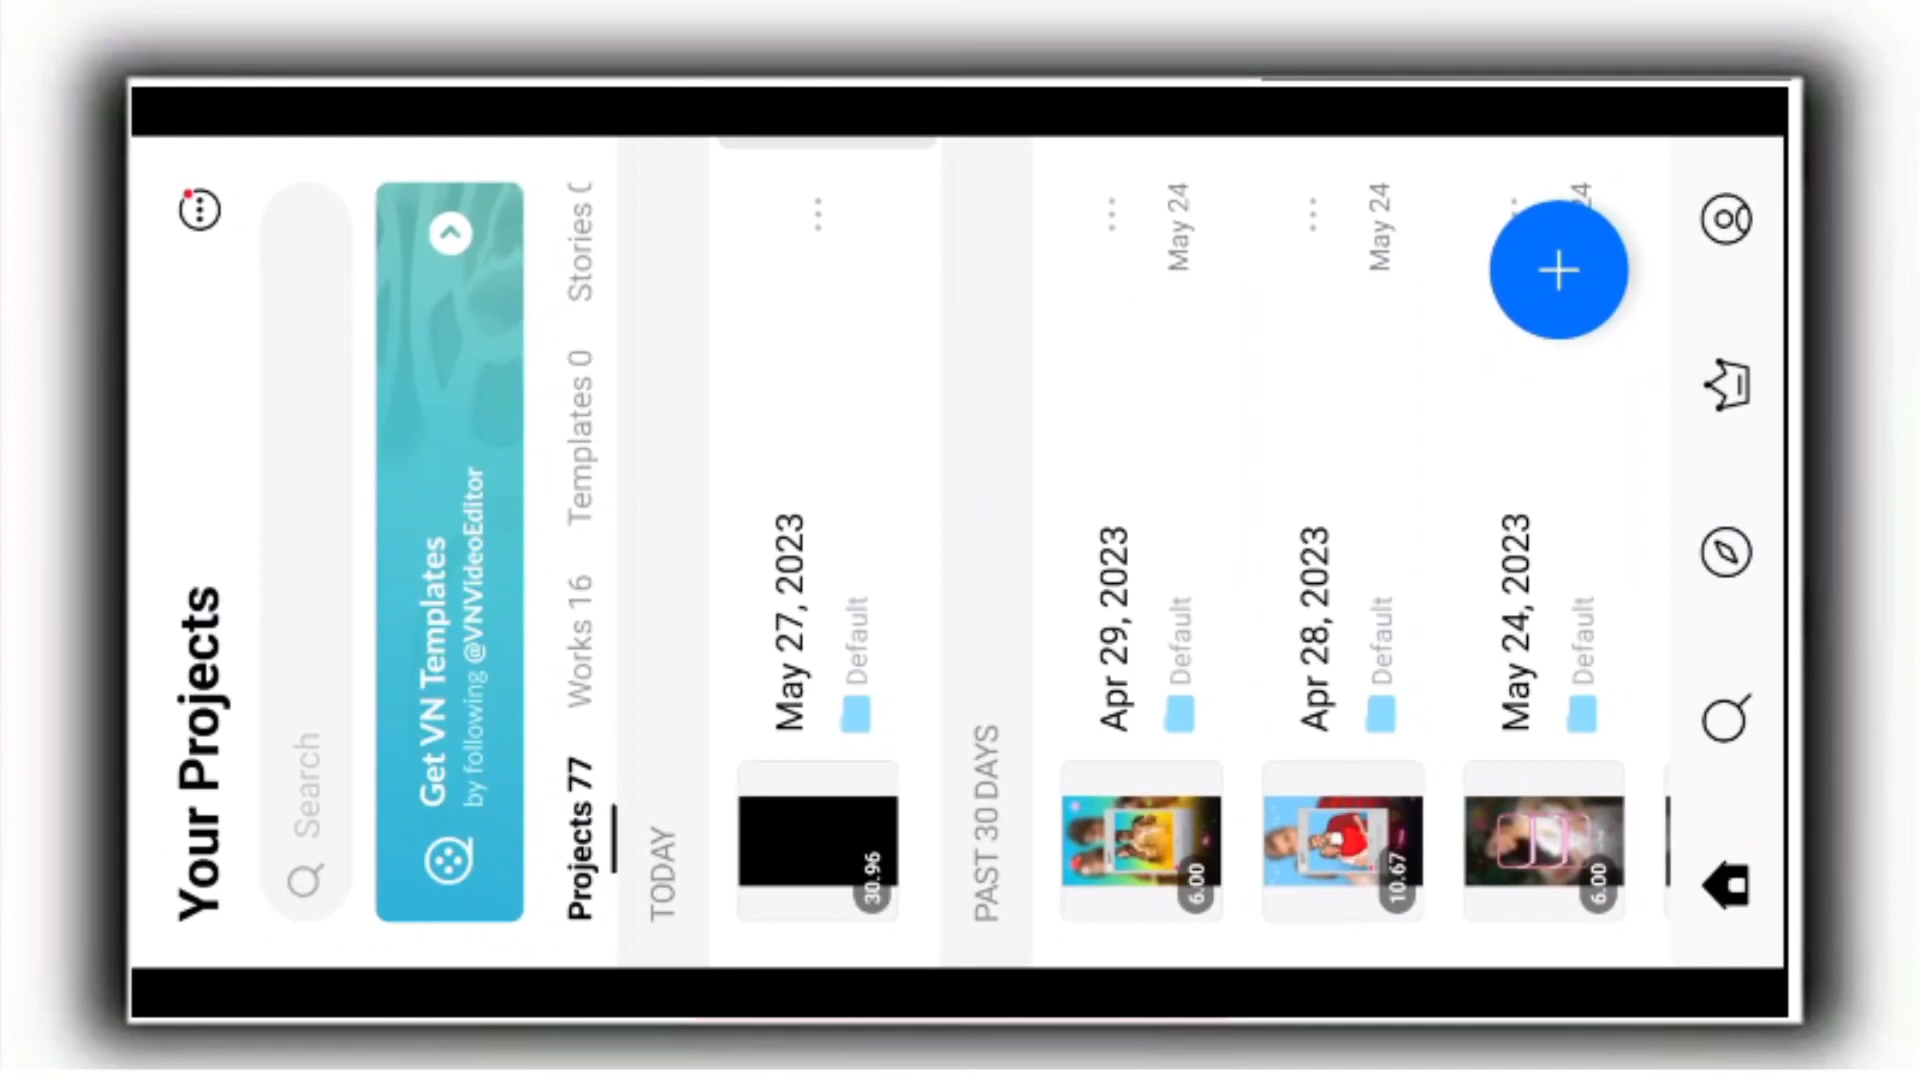 Your Projects
Search
Get VN Templates
by following @VNVideoEditor
Projects 77
Works 16
Templates 0
Stories
TODAY
May 27, 2023
Default
30.96
PAST 30 DAYS
Apr 29, 2023
Default
May 24
6.00
Apr 28, 2023
Default
May 24
10.67
May 24, 2023
Default
24
6.00